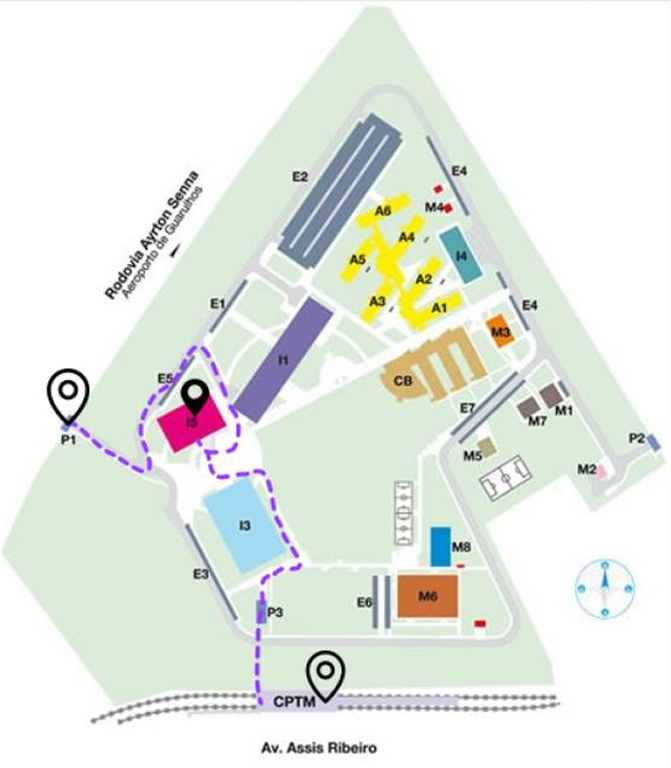 E2
E4
A6
M4
A4
I4
A5
A2
A3
A1
Rodovia Ayrton Senna
Aeroporto de Guarulhos
E1
E4
M3
I1
CB
E5
I5
P1
E7
M1
M7
M5
P2
M2
I3
M8
E3
E6
M6
P3
CPTM
Av. Assis Ribeiro